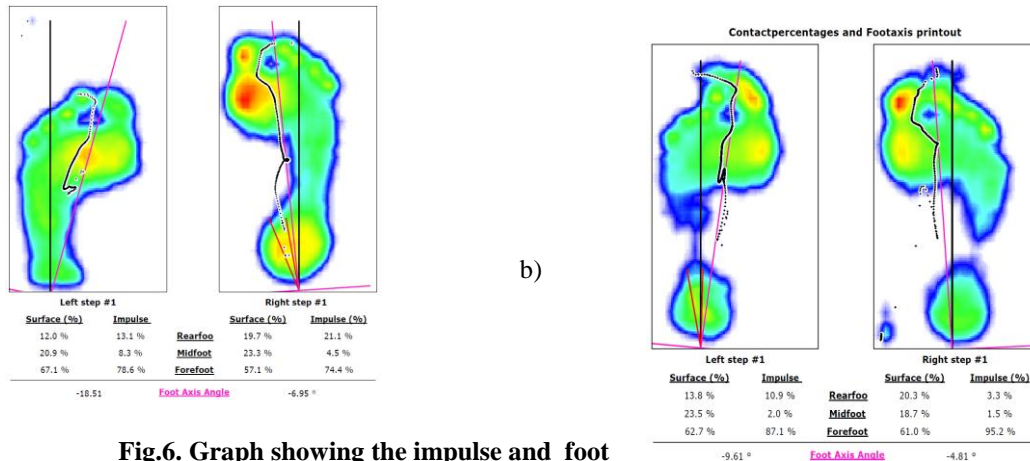 Left step #1 Right step #1
Surface (%) Impulse Surface (%) Impulse (%)
12.0 % 13.1 % Rearfoo 19.7 % 21.1 %
20.9 % 8.3 % Midfoot 23.3 % 4.5 %
67.1 % 78.6 % Forefoot 57.1 % 74.4 %
-18.51 Foot Axis Angle -6.95 °
b)
Contactpercentages and Footaxis printout
Left step #1 Right step #1
Surface (%) Impulse Surface (%) Impulse (%)
13.8 % 10.9 % Rearfoo 20.3 % 3.3 %
23.5 % 2.0 % Midfoot 18.7 % 1.5 %
62.7 % 87.1 % Forefoot 61.0 % 95.2 %
-9.61 ° Foot Axis Angle -4.81 °
Fig.6. Graph showing the impulse and foot